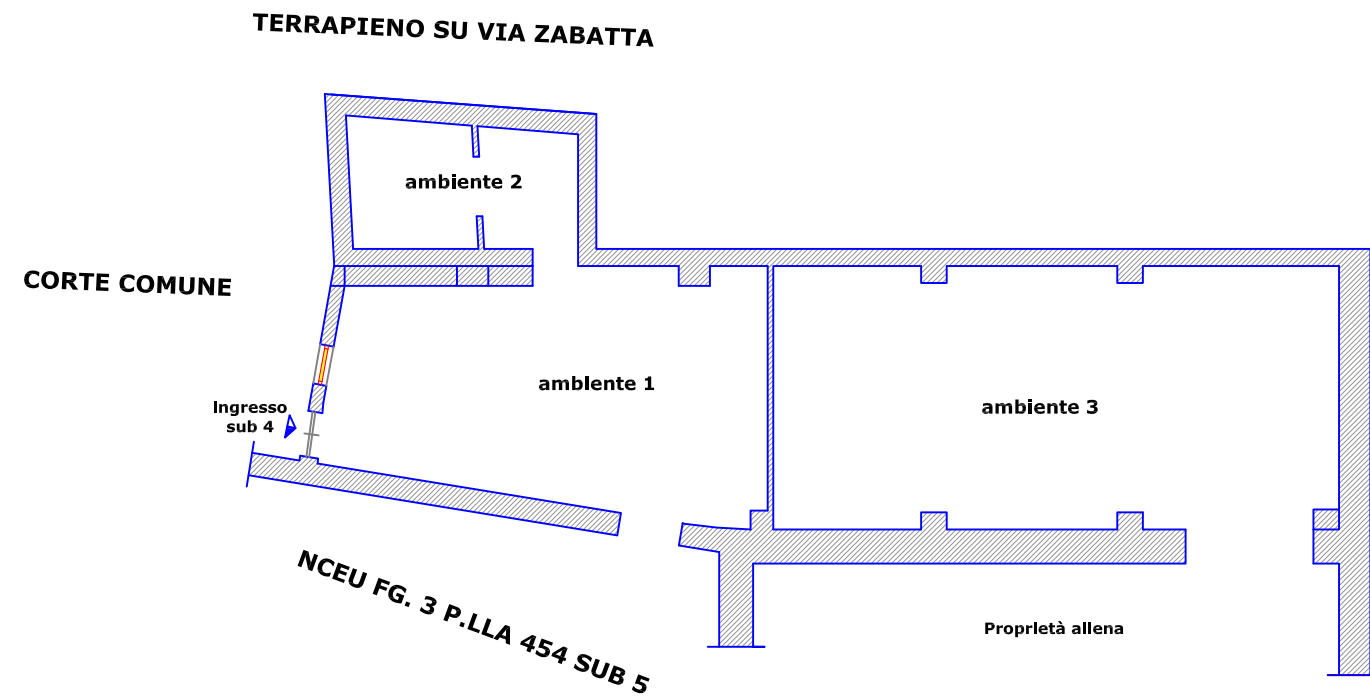 TERRAPIENO SU VIA ZABATTA
ambiente 2
CORTE COMUNE
ambIente 1
Ingresso
sub 4
ambiente 3
NCEU FG. 3 P.LLA 454 SUB 5
ProprIetà alIena